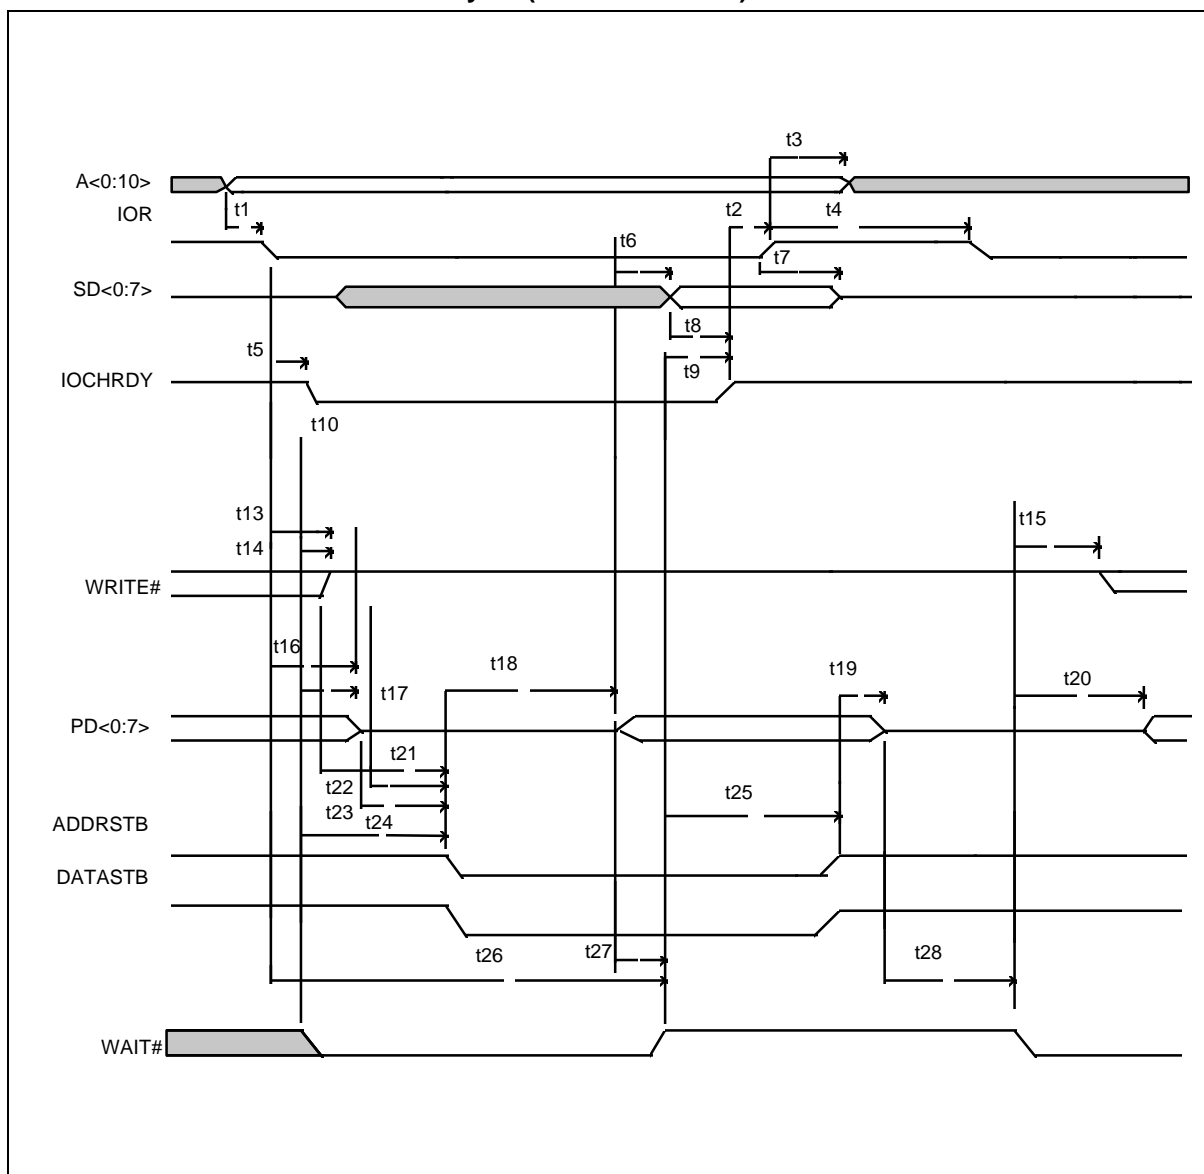 t3
A<0:10>
t1
t2
t4
IOR
t6
t7
SD<0:7>
t8
t5
t9
IOCHRDY
t10
t13
t15
t14
WRITE#
t16
t18
t19
t20
t17
PD<0:7>
t21
t22
t25
t23
t24
ADDRSTB
DATASTB
t26
t27
t28
WAIT#